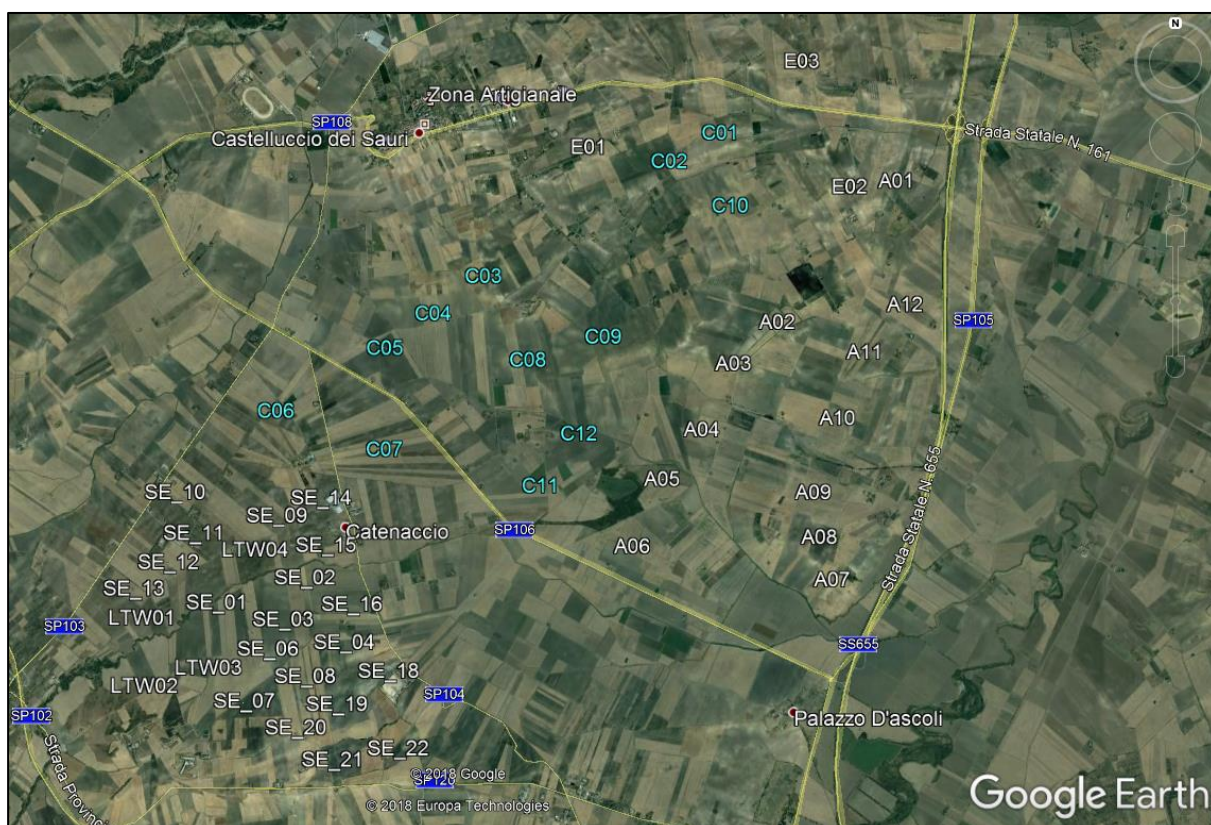 N
E03
Zona Artigianale
SP108
Castelluccio dei Sauri
C01
Strada Statale N. 161
E01
C02
E02
A01
C10
C03
A12
C04
A02
SP105
C09
C05
A11
C08
A03
C06
A10
C12
A04
C07
A05
C11
SE_10
SE_14
A09
SE_09
SE_11
Catenaccio
SP106
Strada Statale N. 655
LTW04
SE_15
A06
A08
SE_12
SE_02
A07
SE_13
SE_01
SE_16
LTW01
SE_03
SP103
SE_04
SS655
SE_06
LTW03
SE_18
SE_08
LTW02
SP104
SE_07
SE_19
SP102
Palazzo D'ascoli
SE_20
SE_22
SE_21
Strada Provinc
© 2018 Google
SP120
© 2018 Europa Technologies
Google Earth